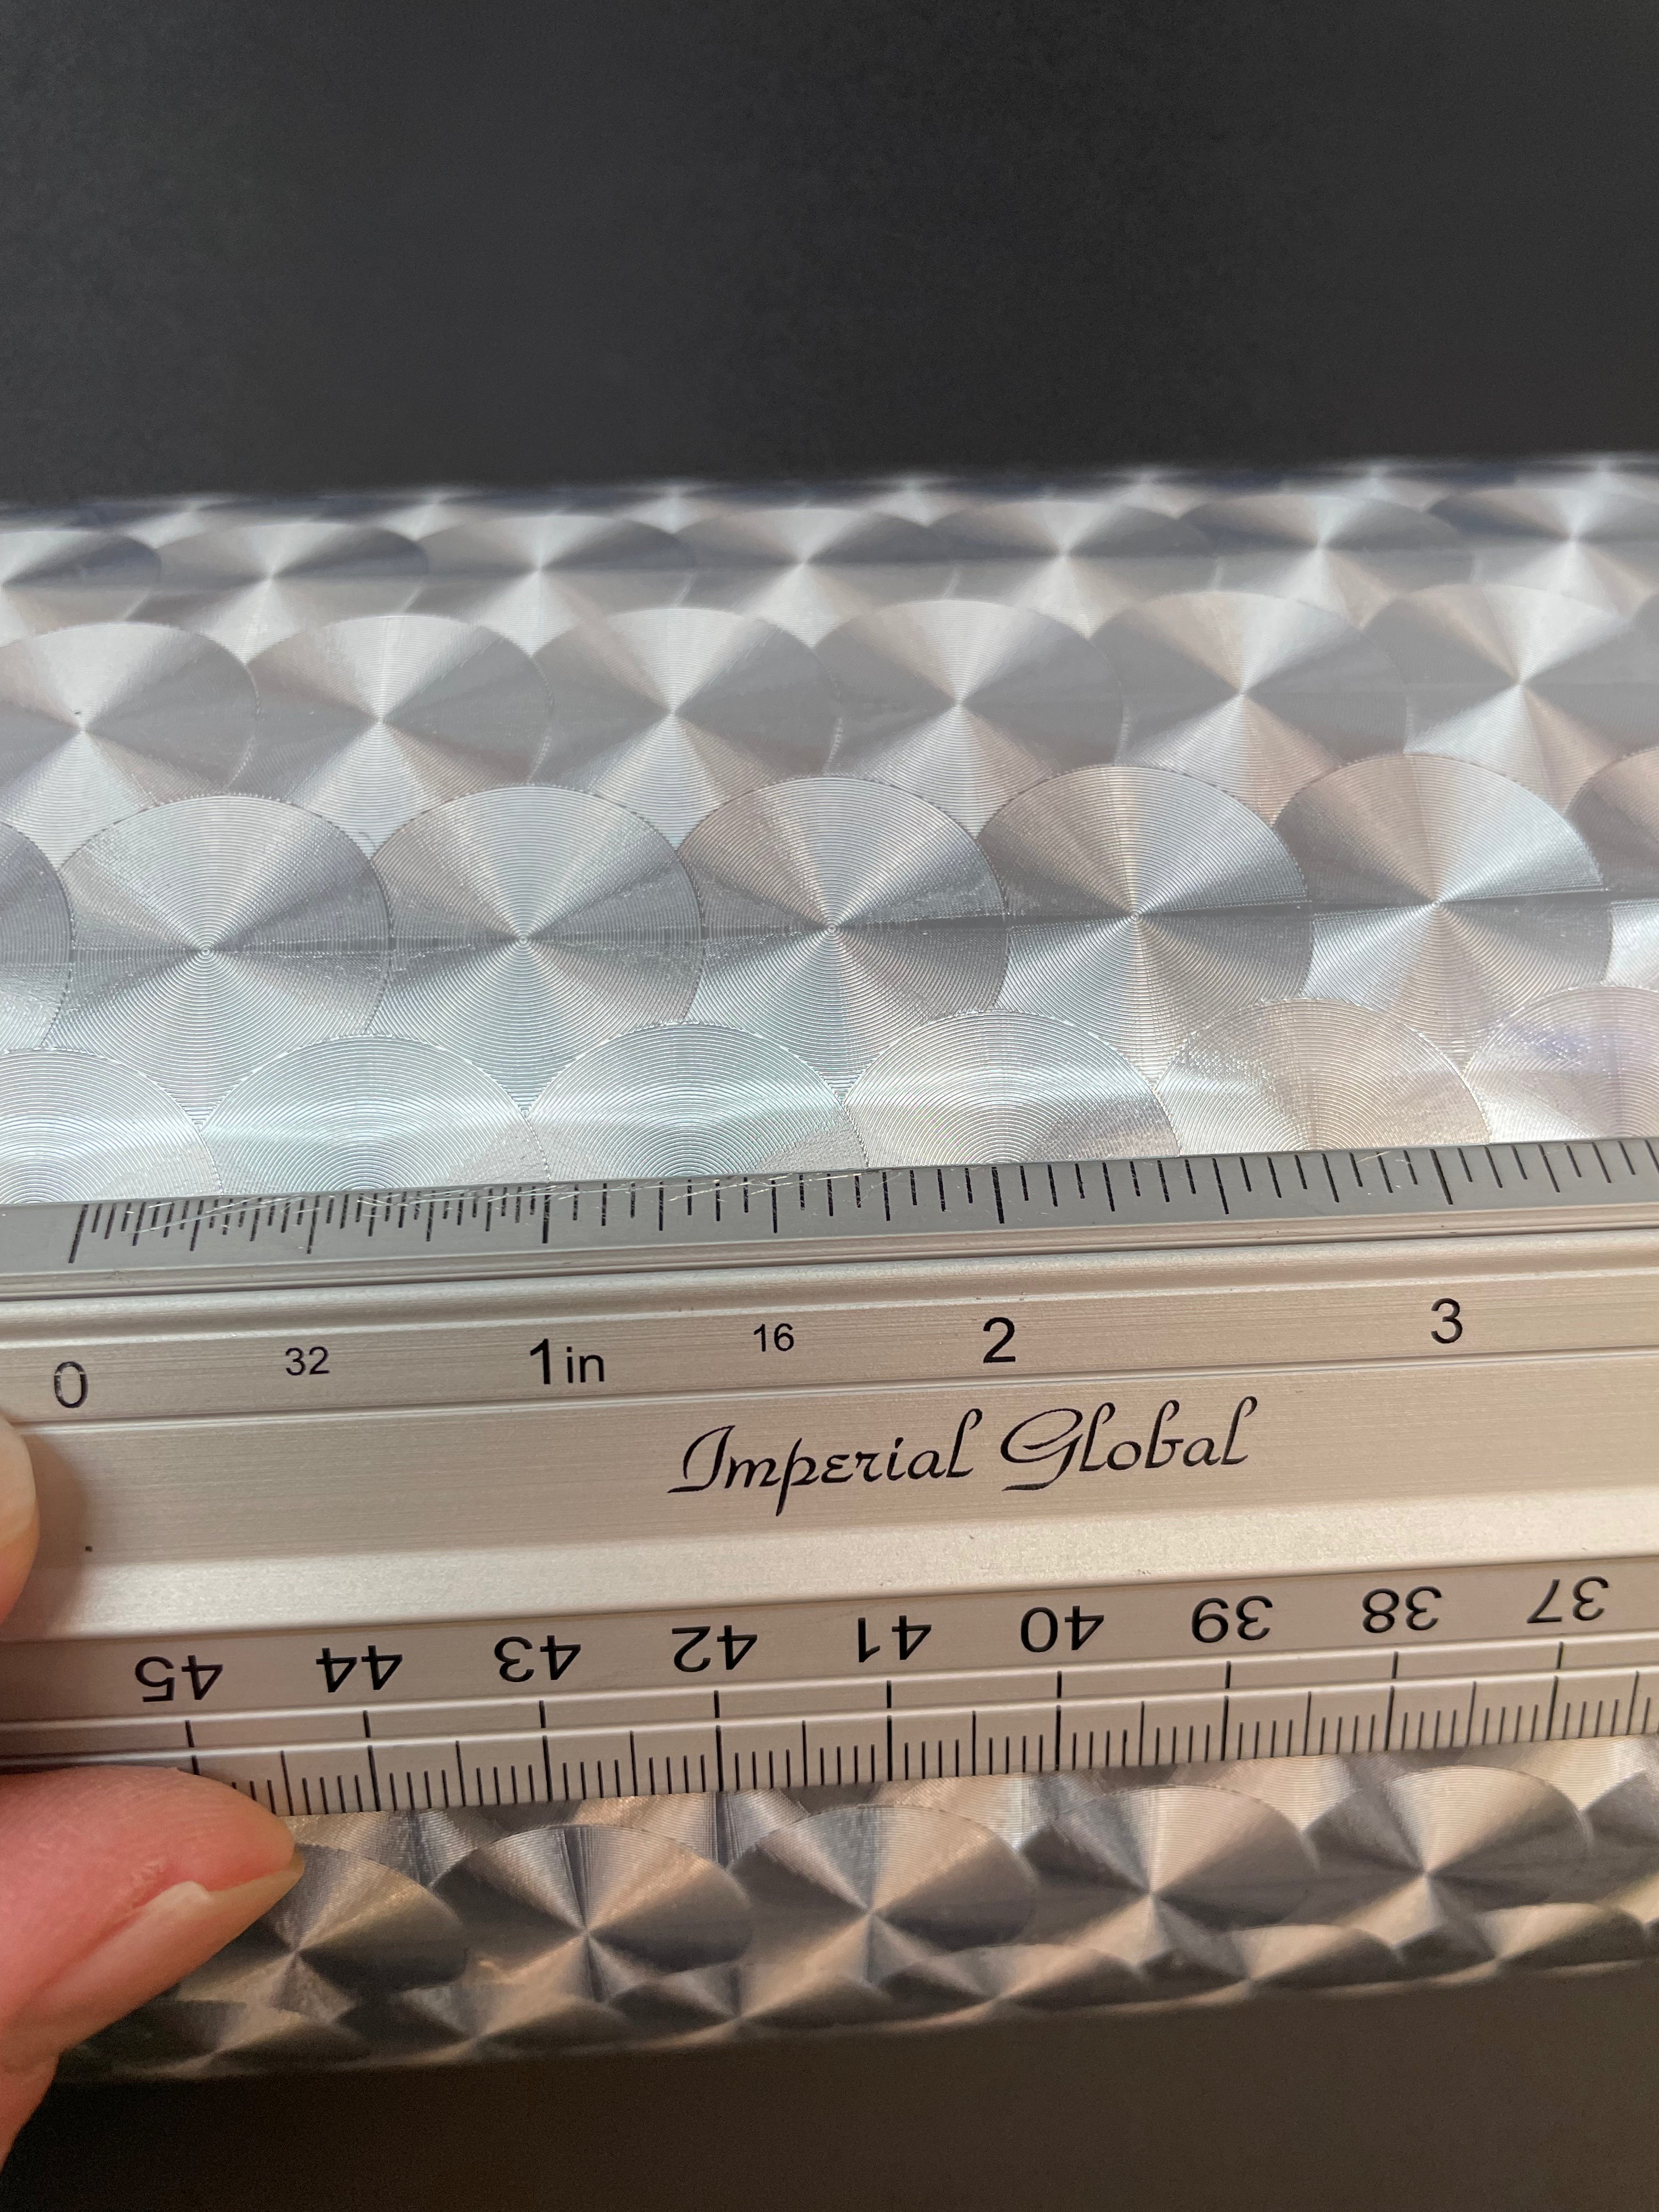 0 32 1in 16 2 3
Imperial Global
45 44 43 42 41 40 39 38 37